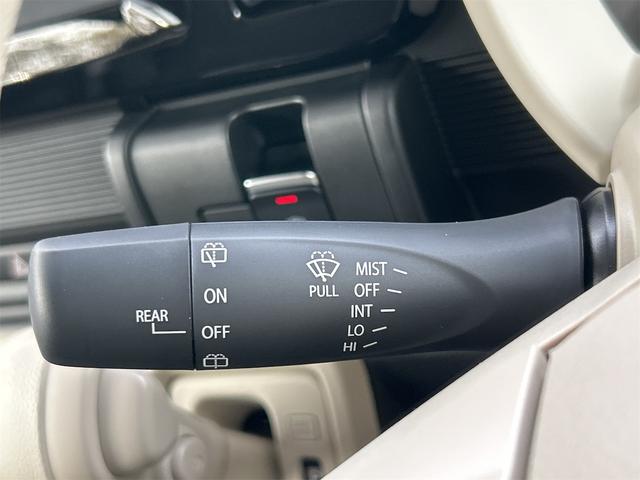 REAR
ON
OFF
PULL
MIST
OFF
INT
LO
HI